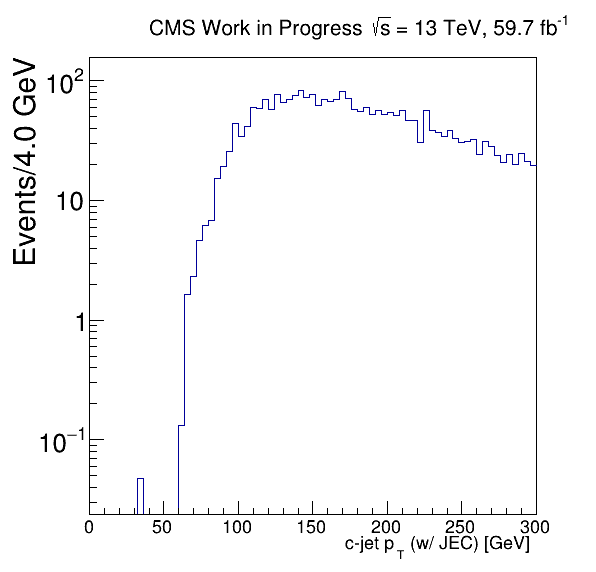 CMS Work in Progress √s = 13 TeV, 59.7 fb⁻¹
Events/4.0 GeV
10²
10
1
10⁻¹
0 50 100 150 200 250 300
c-jet p_T (w/ JEC) [GeV]